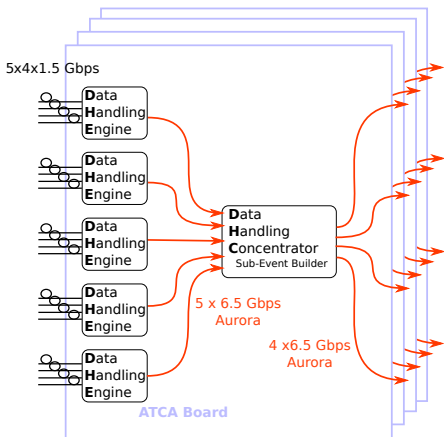 5x4x1.5 Gbps
Data
Handling
Engine
Data
Handling
Engine
Data
Handling
Engine
Data
Handling
Engine
Data
Handling
Engine
Data
Handling
Concentrator
Sub-Event Builder
5 x 6.5 Gbps
Aurora
4 x6.5 Gbps
Aurora
ATCA Board